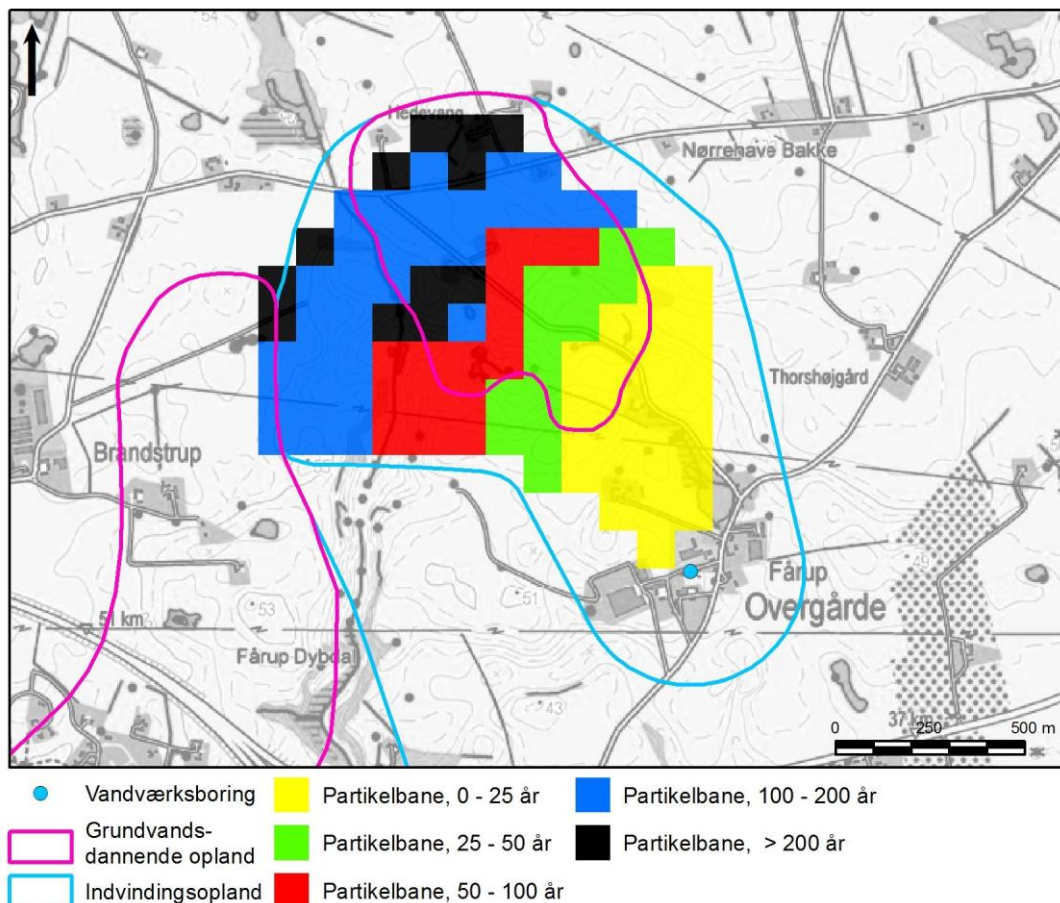 54
Hedevang
Nørrehave Bakke
Thorshøjgård
Brandstrup
Fårup
Overgårde
49
51
53
51 km
Fårup Dybdal
43
37 km
0 250 500 m
Vandværksboring
Grundvands-
dannende opland
Indvindingsopland
Partikelbane, 0 - 25 år
Partikelbane, 25 - 50 år
Partikelbane, 50 - 100 år
Partikelbane, 100 - 200 år
Partikelbane, > 200 år